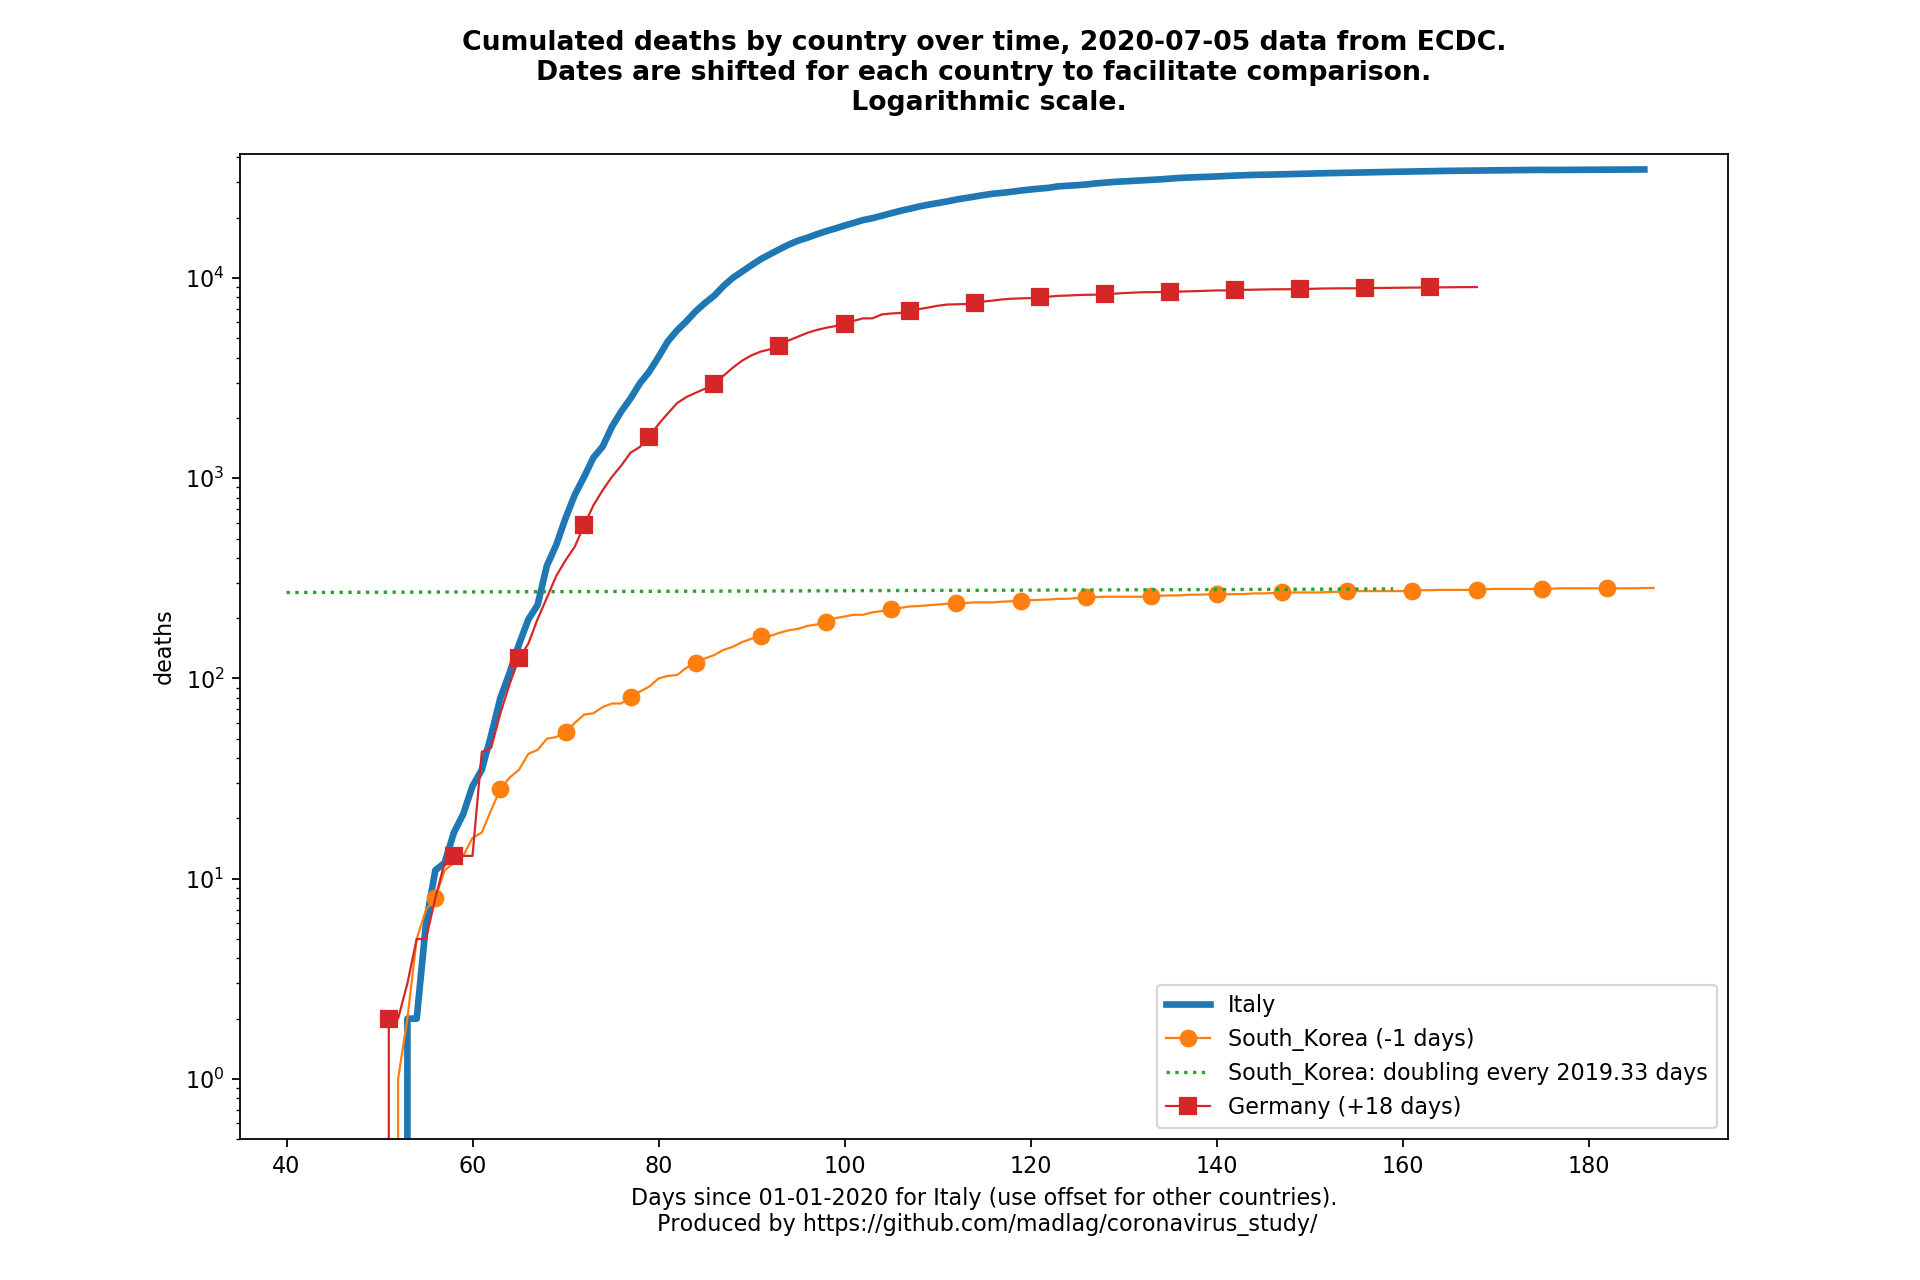 Cumulated deaths by country over time, 2020-07-05 data from ECDC.
Dates are shifted for each country to facilitate comparison.
Logarithmic scale.
deaths
10^4
10^3
10^2
10^1
10^0
Italy
South_Korea (-1 days)
South_Korea: doubling every 2019.33 days
Germany (+18 days)
40 60 80 100 120 140 160 180
Days since 01-01-2020 for Italy (use offset for other countries).
Produced by https://github.com/madlag/coronavirus_study/